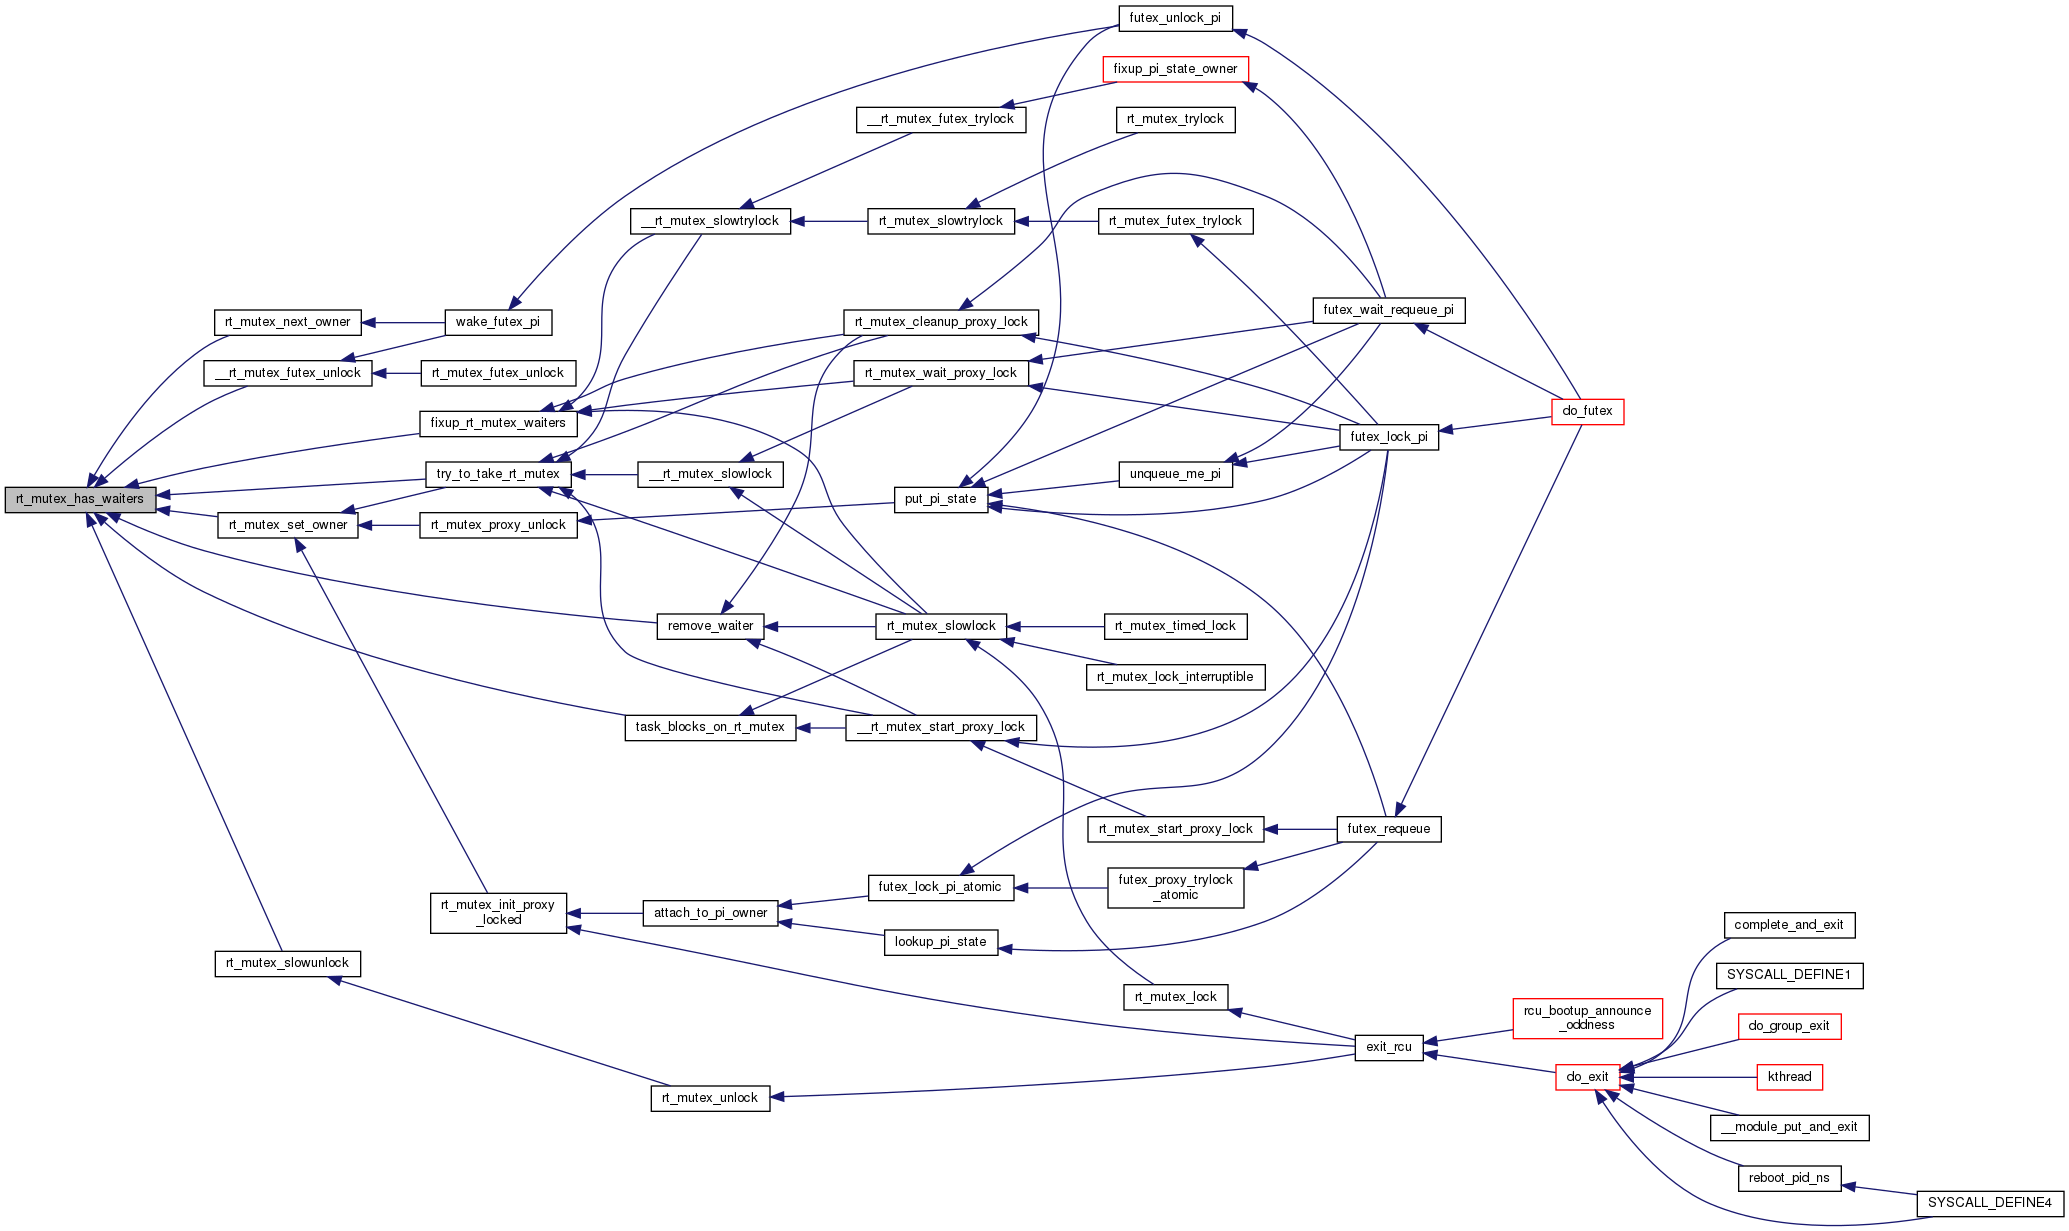 futex_unlock_pi
fixup_pi_state_owner
__rt_mutex_futex_trylock
rt_mutex_trylock
__rt_mutex_slowtrylock
rt_mutex_slowtrylock
rt_mutex_futex_trylock
rt_mutex_next_owner
wake_futex_pi
rt_mutex_cleanup_proxy_lock
futex_wait_requeue_pi
__rt_mutex_futex_unlock
rt_mutex_futex_unlock
rt_mutex_wait_proxy_lock
do_futex
fixup_rt_mutex_waiters
futex_lock_pi
try_to_take_rt_mutex
__rt_mutex_slowlock
unqueue_me_pi
rt_mutex_has_waiters
put_pi_state
rt_mutex_set_owner
rt_mutex_proxy_unlock
remove_waiter
rt_mutex_slowlock
rt_mutex_timed_lock
rt_mutex_lock_interruptible
task_blocks_on_rt_mutex
__rt_mutex_start_proxy_lock
rt_mutex_start_proxy_lock
futex_requeue
futex_lock_pi_atomic
futex_proxy_trylock
_atomic
rt_mutex_init_proxy
_locked
attach_to_pi_owner
lookup_pi_state
complete_and_exit
rt_mutex_slowunlock
SYSCALL_DEFINE1
rt_mutex_lock
rcu_bootup_announce
_oddness
do_group_exit
exit_rcu
do_exit
kthread
rt_mutex_unlock
__module_put_and_exit
reboot_pid_ns
SYSCALL_DEFINE4